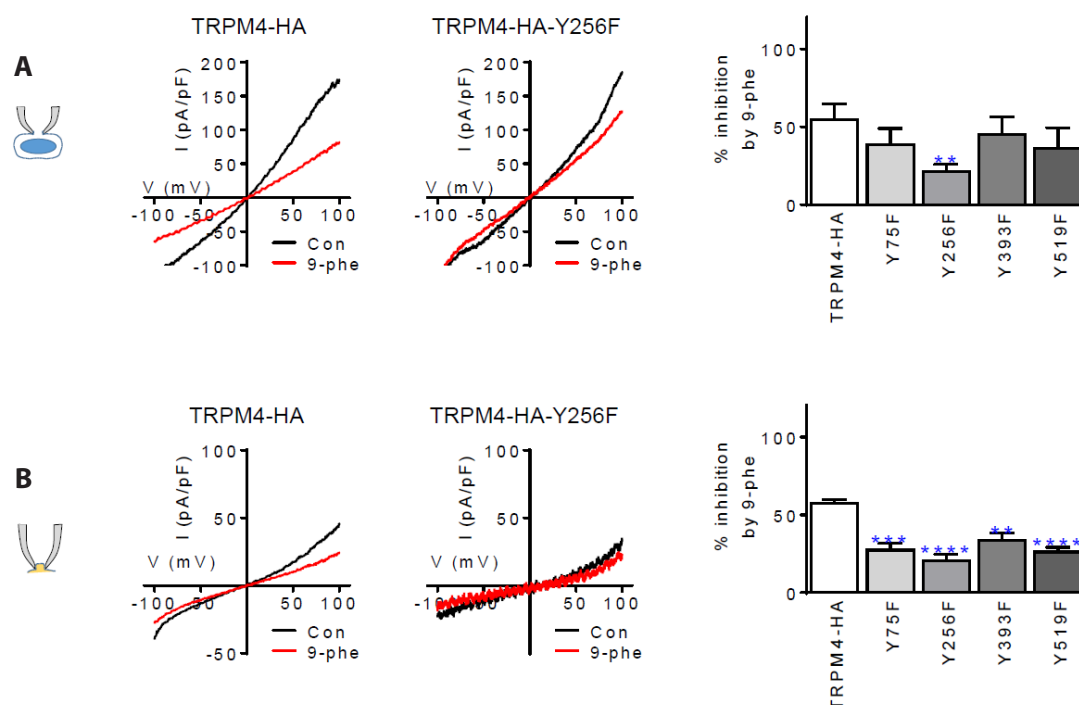 A
TRPM4-HA
I (pA/pF)
200
150
100
50
V (mV)
-100
-50
50
100
-50
-100
Con
9-phe
TRPM4-HA-Y256F
I (pA/pF)
200
150
100
50
V (mV)
-100
-50
50
100
-50
-100
Con
9-phe
% inhibition
by 9-phe
100
50
0
**
TRPM4-HA
Y75F
Y256F
Y393F
Y519F
B
TRPM4-HA
I (pA/pF)
100
50
V (mV)
-100
-50
50
100
-50
Con
9-phe
TRPM4-HA-Y256F
I (pA/pF)
100
50
V (mV)
-100
-50
50
100
Con
9-phe
% inhibition
by 9-phe
100
50
0
***
****
**
****
TRPM4-HA
Y75F
Y256F
Y393F
Y519F